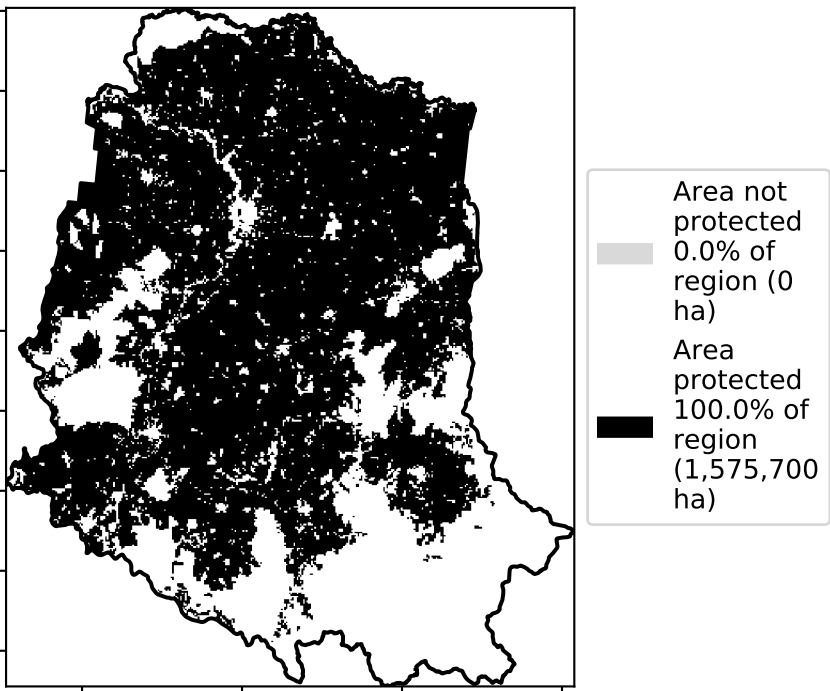 Area not
protected
0.0% of
region (0
ha)
Area
protected
100.0% of
region
(1,575,700
ha)